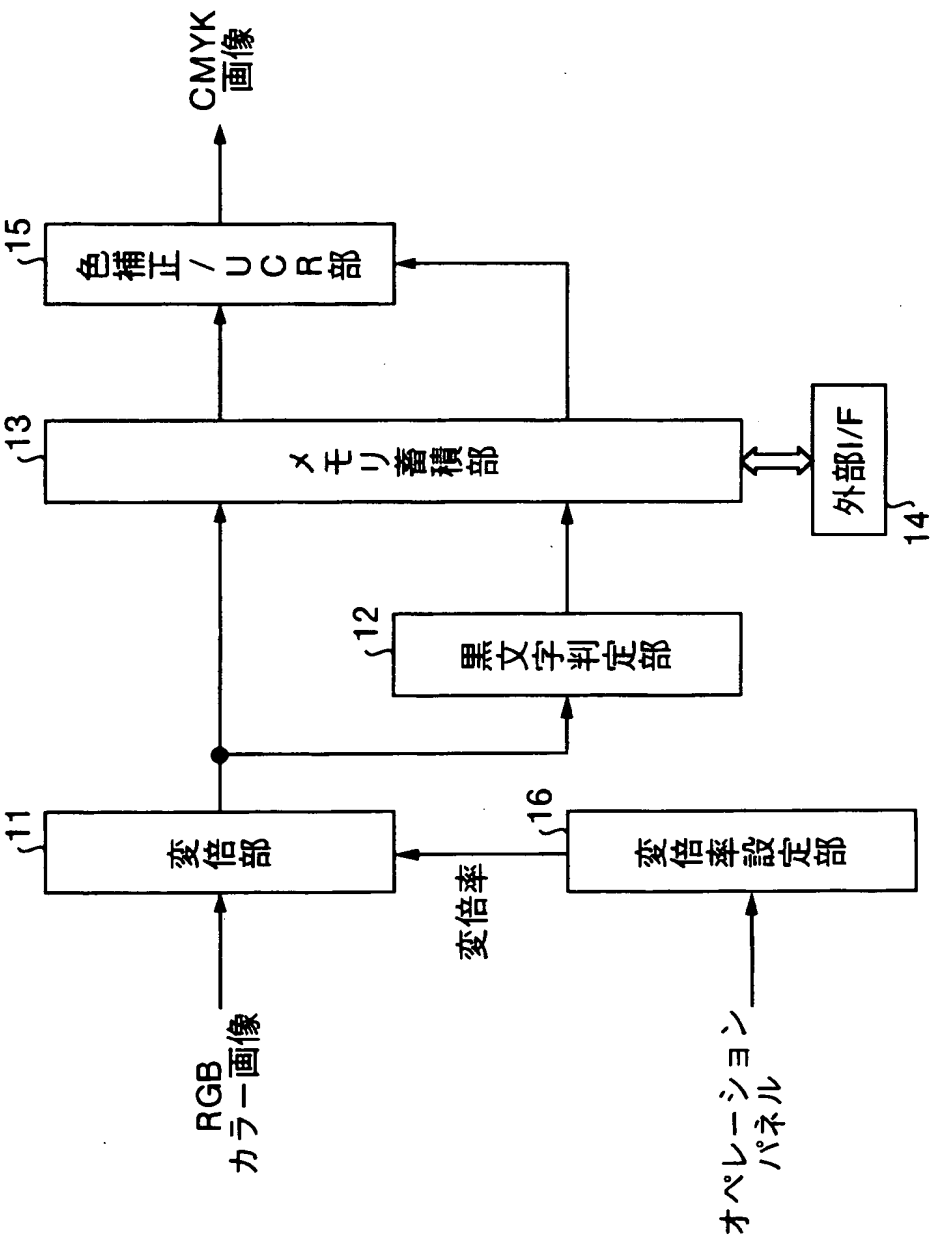 RGB
カラー画像
11
変倍部
12
黒文字判定部
13
メモリ蓄積部
15
色補正/UCR部
CMYK
画像
オペレーション
パネル
16
変倍率設定部
変倍率
外部I/F
14